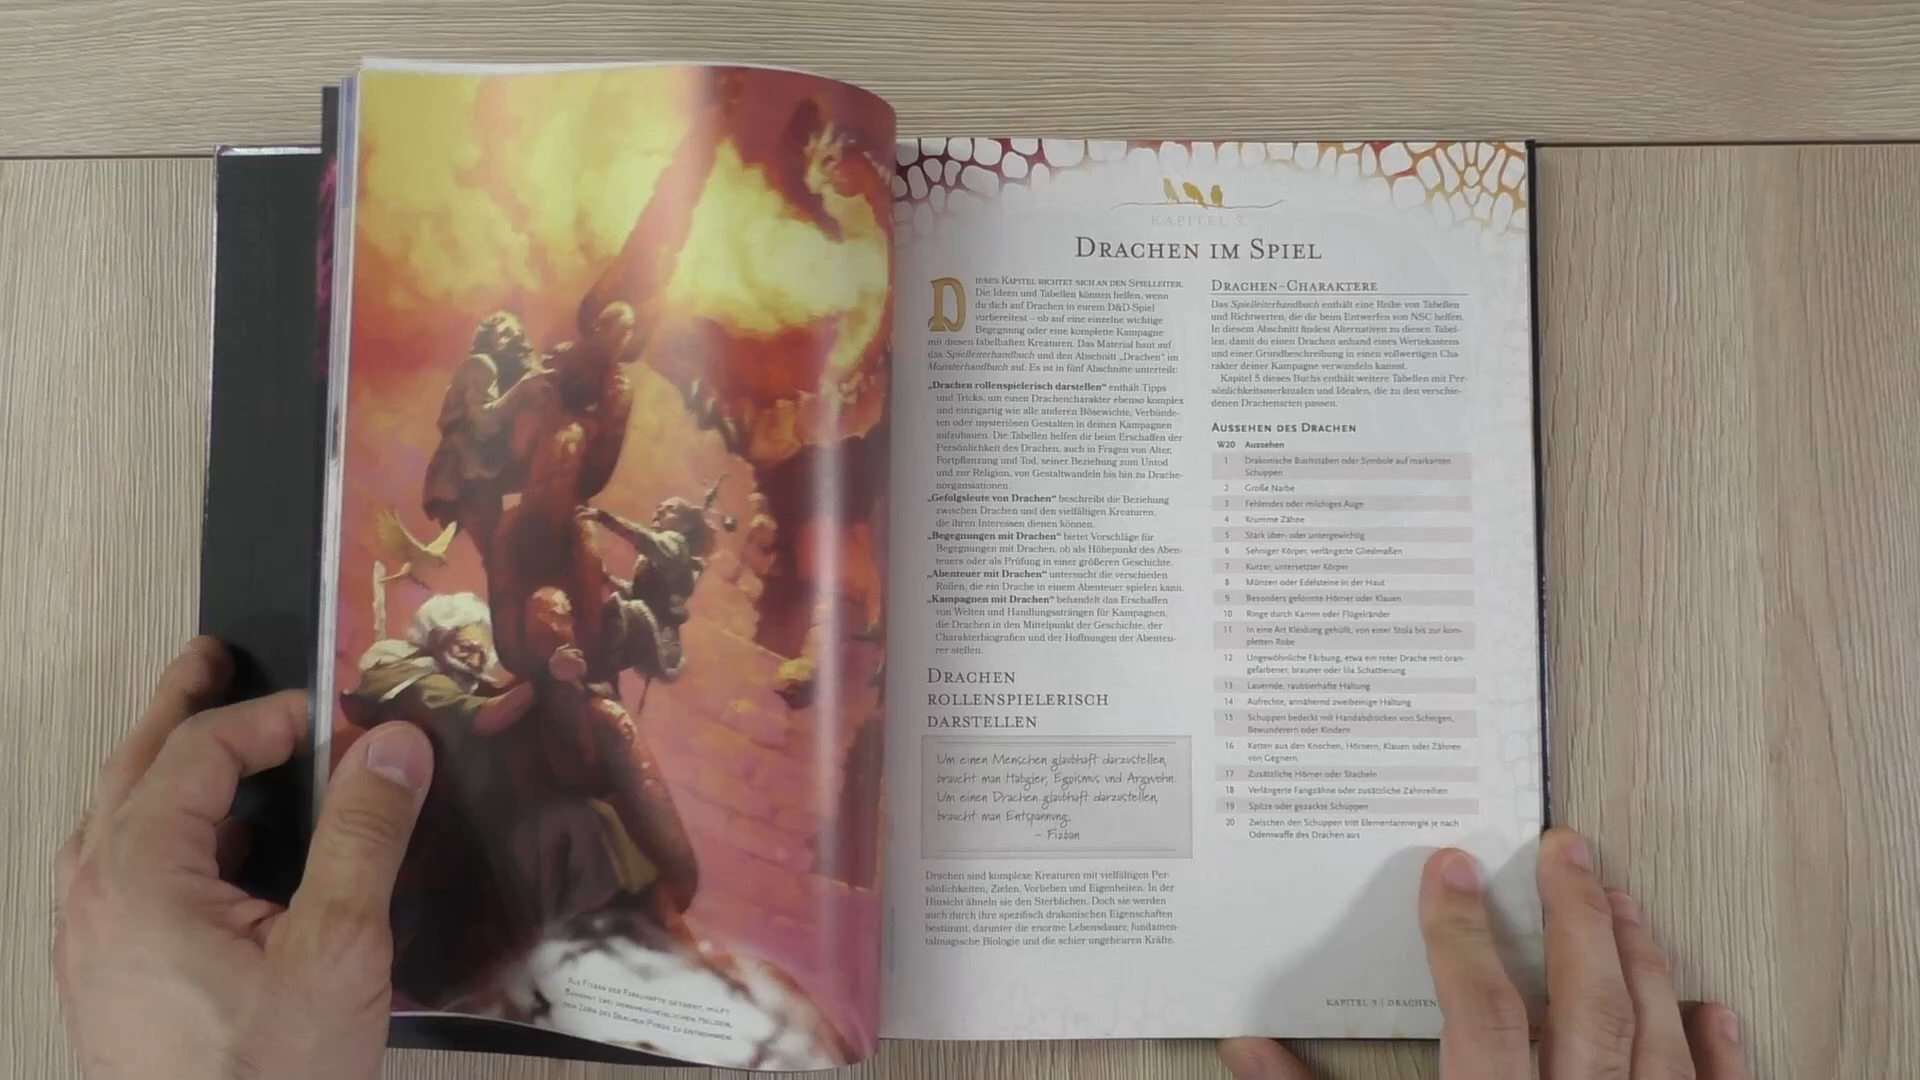 KAPITEL 3
DRACHEN IM SPIEL
DIESES KAPITEL RICHTET SICH AN DEN SPIELLEITER.
Die Ideen und Tabellen können helfen, wenn
du dich auf Drachen in eurem D&D-Spiel
vorbereitest – ob auf eine einzelne wichtige
Begegnung oder eine komplette Kampagne
mit diesen fabelhaften Kreaturen. Das Material baut auf
das Spielleiterhandbuch und den Abschnitt „Drachen“ im
Monsterhandbuch auf. Es ist in fünf Abschnitte unterteilt:
„Drachen rollenspielerisch darstellen“ enthält Tipps
und Tricks, um einen Drachencharakter ebenso komplex
und einzigartig wie alle anderen Bösewichte, Verbünde-
ten oder mysteriösen Gestalten in deinen Kampagnen
aufzubauen. Die Tabellen helfen dir beim Erschaffen der
Persönlichkeit des Drachen, auch in Fragen von Alter,
Fortpflanzung und Tod, seiner Beziehung zum Untod
und zur Religion, von Gestaltwandeln bis hin zu Drache-
norganisationen.
„Gefolgsleute von Drachen“ beschreibt die Beziehung
zwischen Drachen und den vielfältigen Kreaturen,
die ihren Interessen dienen können.
„Begegnungen mit Drachen“ bietet Vorschläge für
Begegnungen mit Drachen, ob als Höhepunkt des Aben-
teuers oder als Prüfung in einer größeren Geschichte.
„Abenteuer mit Drachen“ untersucht die verschieden
Rollen, die ein Drache in einem Abenteuer spielen kann.
„Kampagnen mit Drachen“ behandelt das Erschaffen
von Welten und Handlungssträngen für Kampagnen,
die Drachen in den Mittelpunkt der Geschichte, der
Charakterbiografien und der Hoffnungen der Abenteu-
rer stellen.
DRACHEN
ROLLENSPIELERISCH
DARSTELLEN
Um einen Menschen glaubhaft darzustellen,
braucht man Habgier, Egoismus und Argwohn.
Um einen Drachen glaubhaft darzustellen,
braucht man Entspannung.
– Fizban
Drachen sind komplexe Kreaturen mit vielfältigen Per-
sönlichkeiten, Zielen, Vorlieben und Eigenheiten. In der
Hinsicht ähneln sie den Sterblichen. Doch sie werden
auch durch ihre spezifisch drakonischen Eigenschaften
bestimmt, darunter die enorme Lebensdauer, fundamen-
talmagische Biologie und die schier ungeheuren Kräfte.
DRACHEN-CHARAKTERE
Das Spielleiterhandbuch enthält eine Reihe von Tabellen
und Richtwerten, die dir beim Entwerfen von NSC helfen.
In diesem Abschnitt findest Alternativen zu diesen Tabel-
len, damit du einen Drachen anhand eines Wertekastens
und einer Grundbeschreibung in einen vollwertigen Cha-
rakter deiner Kampagne verwandeln kannst.
Kapitel 5 dieses Buchs enthält weitere Tabellen mit Per-
sönlichkeitsmerkmalen und Idealen, die zu den verschie-
denen Drachenarten passen.
AUSSEHEN DES DRACHEN
W20 Aussehen
1 Drakonische Buchstaben oder Symbole auf markanten
Schuppen
2 Große Narbe
3 Fehlendes oder milchiges Auge
4 Krumme Zähne
5 Stark über- oder untergewichtig
6 Sehniger Körper, verlängerte Gliedmaßen
7 Kurzer, untersetzter Körper
8 Münzen oder Edelsteine in der Haut
9 Besonders geformte Hörner oder Klauen
10 Ringe durch Kamm oder Flügelränder
11 In eine Art Kleidung gehüllt, von einer Stola bis zur kom-
pletten Robe
12 Ungewöhnliche Färbung, etwa ein roter Drache mit oran-
gefarbener, brauner oder lila Schattierung
13 Lauernde, raubtierhafte Haltung
14 Aufrechte, annähernd zweibeinige Haltung
15 Schuppen bedeckt mit Handabdrücken von Schergen,
Bewunderern oder Kindern
16 Ketten aus den Knochen, Hörnern, Klauen oder Zähnen
von Gegnern
17 Zusätzliche Hörner oder Stacheln
18 Verlängerte Fangzähne oder zusätzliche Zahnreihen
19 Spitze oder gezackte Schuppen
20 Zwischen den Schuppen tritt Elementarenergie je nach
Odemwaffe des Drachen aus
KAPITEL 3 | DRACHEN
ALS FIZBAN DER FABELHAFTE GETARNT, HILFT
BAHAMUT ZWEI HELDEN,
DEM ZORN DES DRACHEN PYROS ZU ENTKOMMEN.